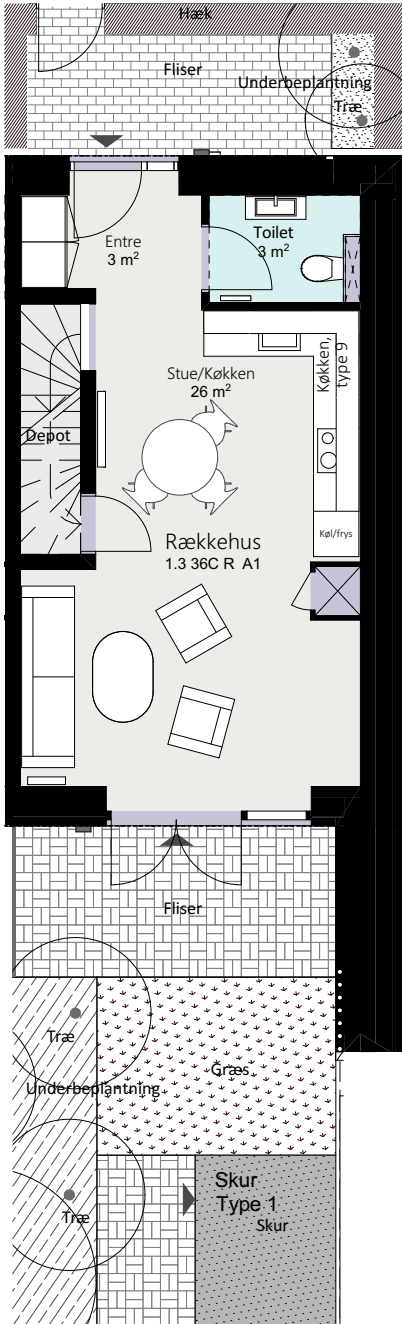 Hæk
Fliser
Underbeplantning
Træ
Entre
3 m²
Toilet
3 m²
Stue/Køkken
26 m²
Køkken,
type 9
Depot
Rækkehus
1.3 36C R A1
Køl/frys
Fliser
Træ
Græs
Underbeplantning
Skur
Type 1
Skur
Træ